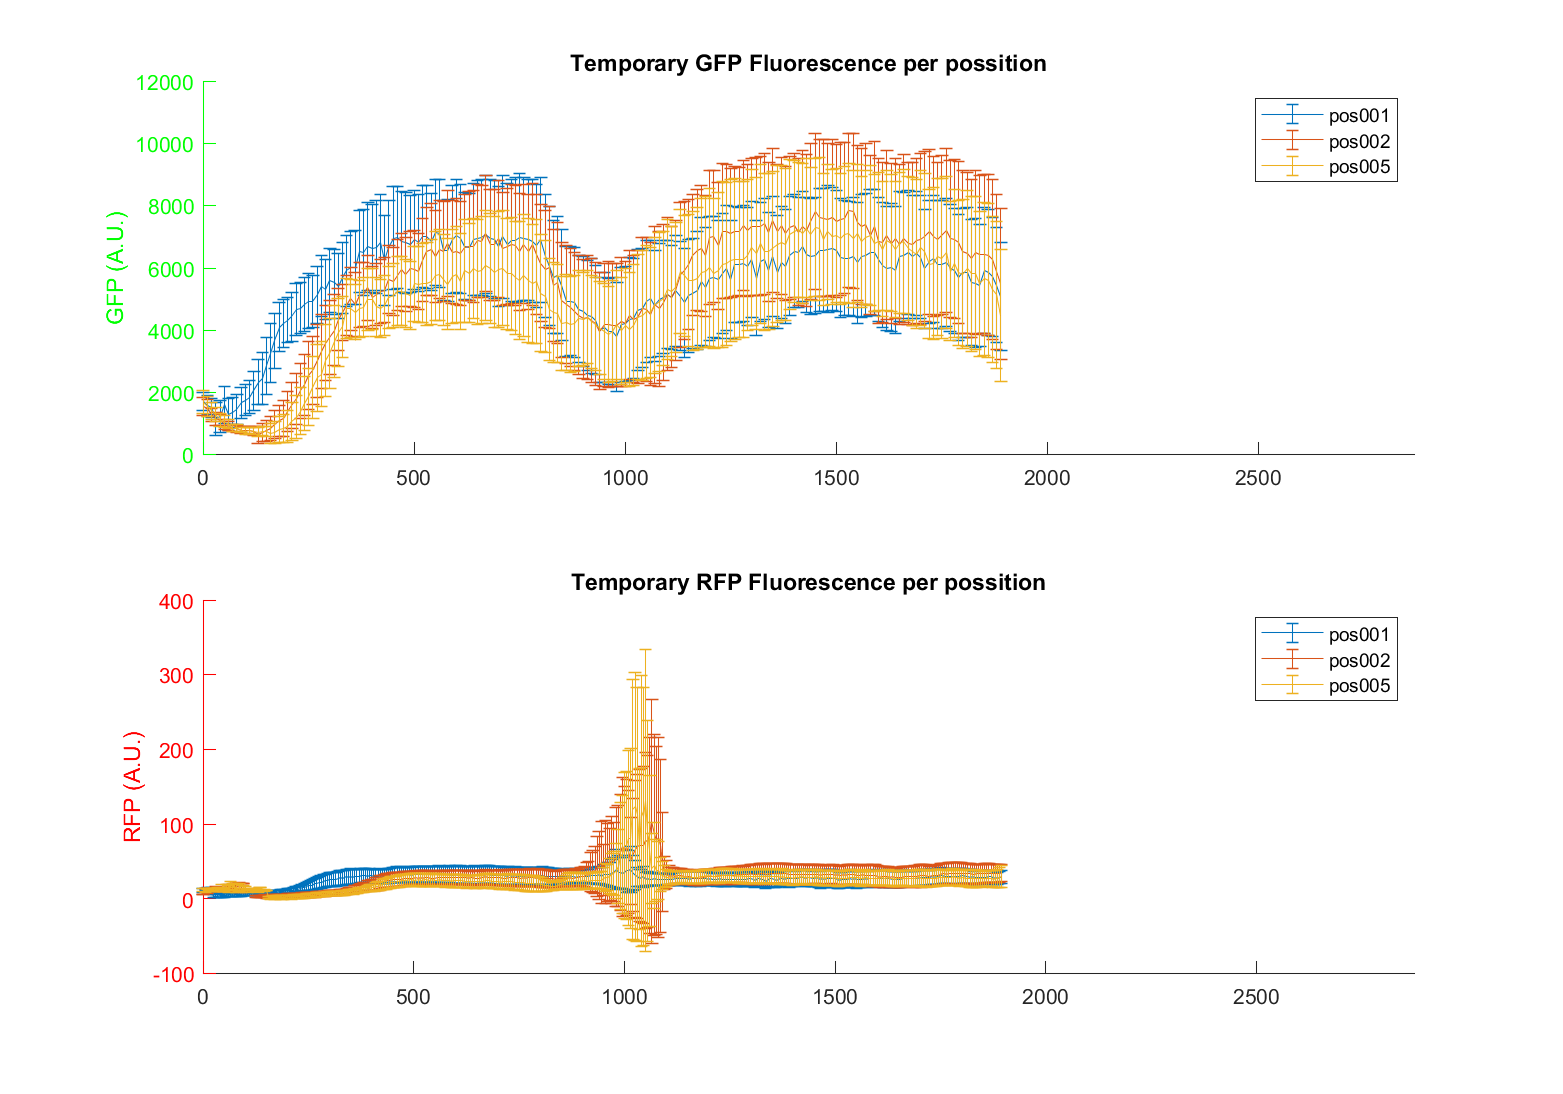 Temporary GFP Fluorescence per possition
12000
10000
8000
6000
4000
2000
0
GFP (A.U.)
0 500 1000 1500 2000 2500
pos001
pos002
pos005
Temporary RFP Fluorescence per possition
400
300
200
100
0
-100
RFP (A.U.)
0 500 1000 1500 2000 2500
pos001
pos002
pos005